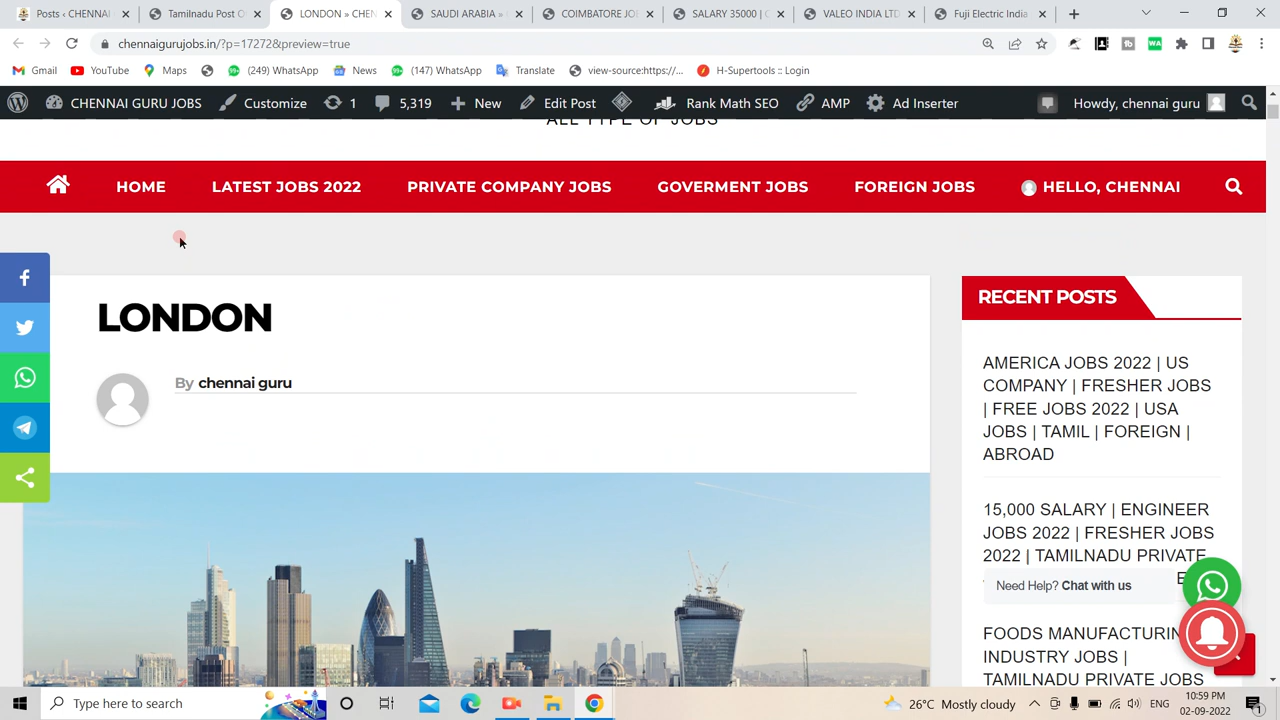 Posts ‹ CHENNAI
Tamilnadu Post Of
LONDON » CHEN
SAUDI ARABIA »
COIMBATORE JO
SALARY 35000 | C
VALEO INDIA LTD
Fuji Electric India
chennaigurujobs.in/?p=17272&preview=true
Gmail
YouTube
Maps
(249) WhatsApp
News
(147) WhatsApp
Translate
view-source:https://...
H-Supertools :: Login
CHENNAI GURU JOBS
Customize
1
5,319
New
Edit Post
Rank Math SEO
AMP
Ad Inserter
Howdy, chennai guru
ALL TYPE OF JOBS
HOME
LATEST JOBS 2022
PRIVATE COMPANY JOBS
GOVERMENT JOBS
FOREIGN JOBS
HELLO, CHENNAI
LONDON
By chennai guru
RECENT POSTS
AMERICA JOBS 2022 | US
COMPANY | FRESHER JOBS
| FREE JOBS 2022 | USA
JOBS | TAMIL | FOREIGN |
ABROAD
15,000 SALARY | ENGINEER
JOBS 2022 | FRESHER JOBS
2022 | TAMILNADU PRIVATE
Need Help? Chat with us
FOODS MANUFACTURIN
INDUSTRY JOBS |
TAMILNADU PRIVATE JOBS
Type here to search
26°C Mostly cloudy
ENG
10:59 PM
02-09-2022
1